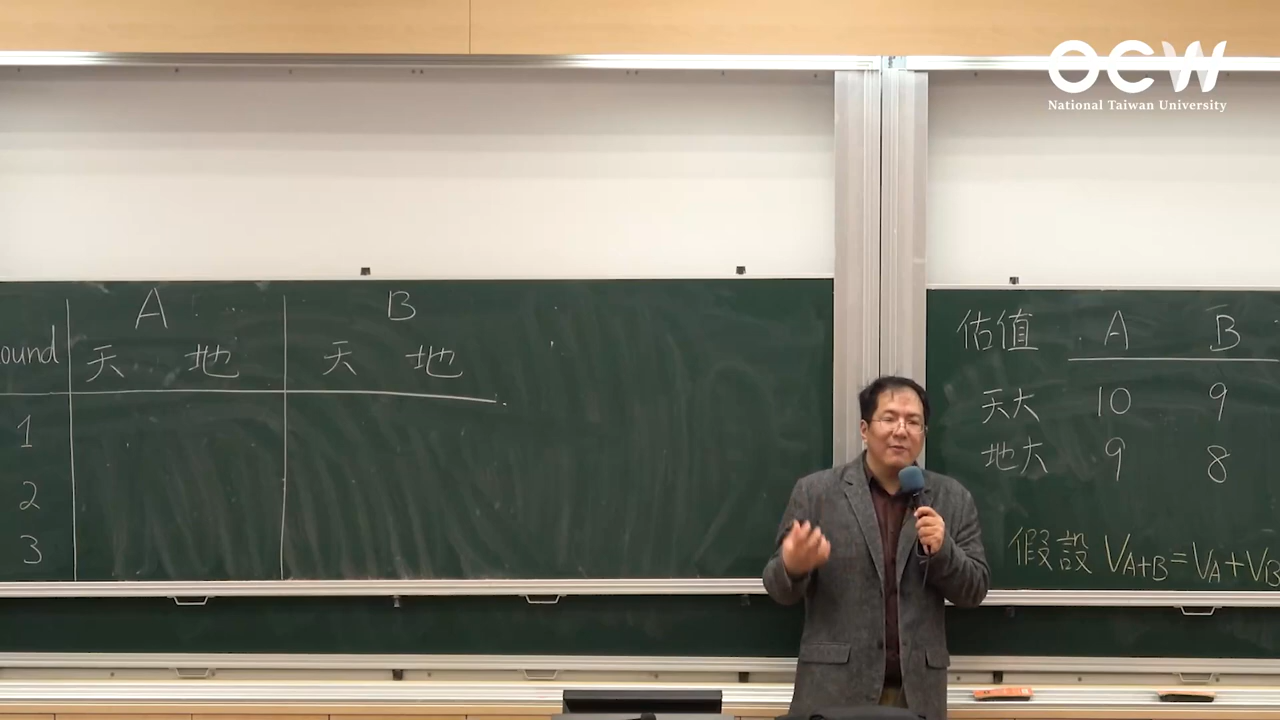 OCW
National Taiwan University
A B
ound 天 地 天 地
1
2
3
估值 A B
天大 10 9
地大 9 8
假設 VA+B=VA+VB